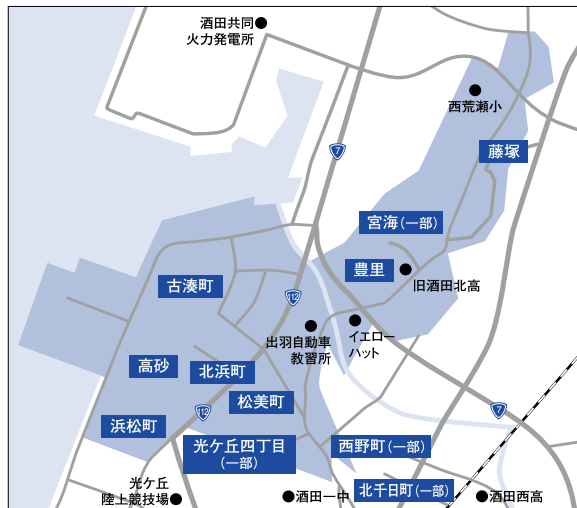 酒田共同
火力発電所
西荒瀬小
7
藤塚
宮海(一部)
豊里
旧酒田北高
古湊町
112
出羽自動車
教習所
イエロー
ハット
高砂
北浜町
松美町
浜松町
112
7
光ケ丘四丁目
(一部)
西野町(一部)
北千日町(一部)
光ケ丘
陸上競技場
酒田一中
酒田西高